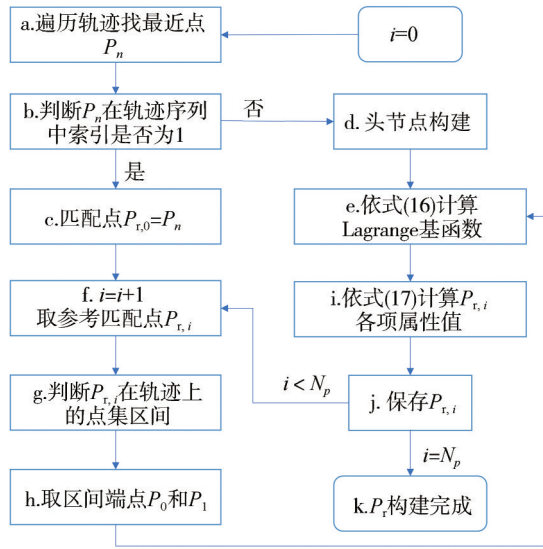 a.遍历轨迹找最近点
Pn
i=0
b.判断Pn在轨迹序列
中索引是否为1
否
d. 头节点构建
是
c.匹配点Pr,0=Pn
e.依式(16)计算
Lagrange基函数
f. i=i+1
取参考匹配点Pr, i
i.依式(17)计算Pr, i
各项属性值
g.判断Pr, i在轨迹上
的点集区间
i < Np
j. 保存Pr, i
i=Np
h.取区间端点P0和P1
k.Pr构建完成